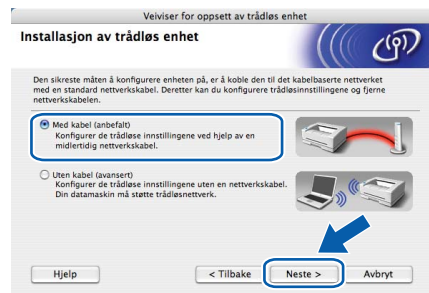 Veiviser for oppsett av trådløs enhet
Installasjon av trådløs enhet
Den sikreste måten å konfigurere enheten på, er å koble den til det kabelbaserte nettverket
med en standard nettverkskabel. Deretter kan du konfigurere trådløsinnstillingene og fjerne
nettverkskabelen.
Med kabel (anbefalt)
Konfigurer de trådløse innstillingene ved hjelp av en
midlertidig nettverkskabel.
Uten kabel (avansert)
Konfigurer de trådløse innstillingene uten en nettverkskabel.
Din datamaskin må støtte trådløsnettverk.
Hjelp
< Tilbake
Neste >
Avbryt